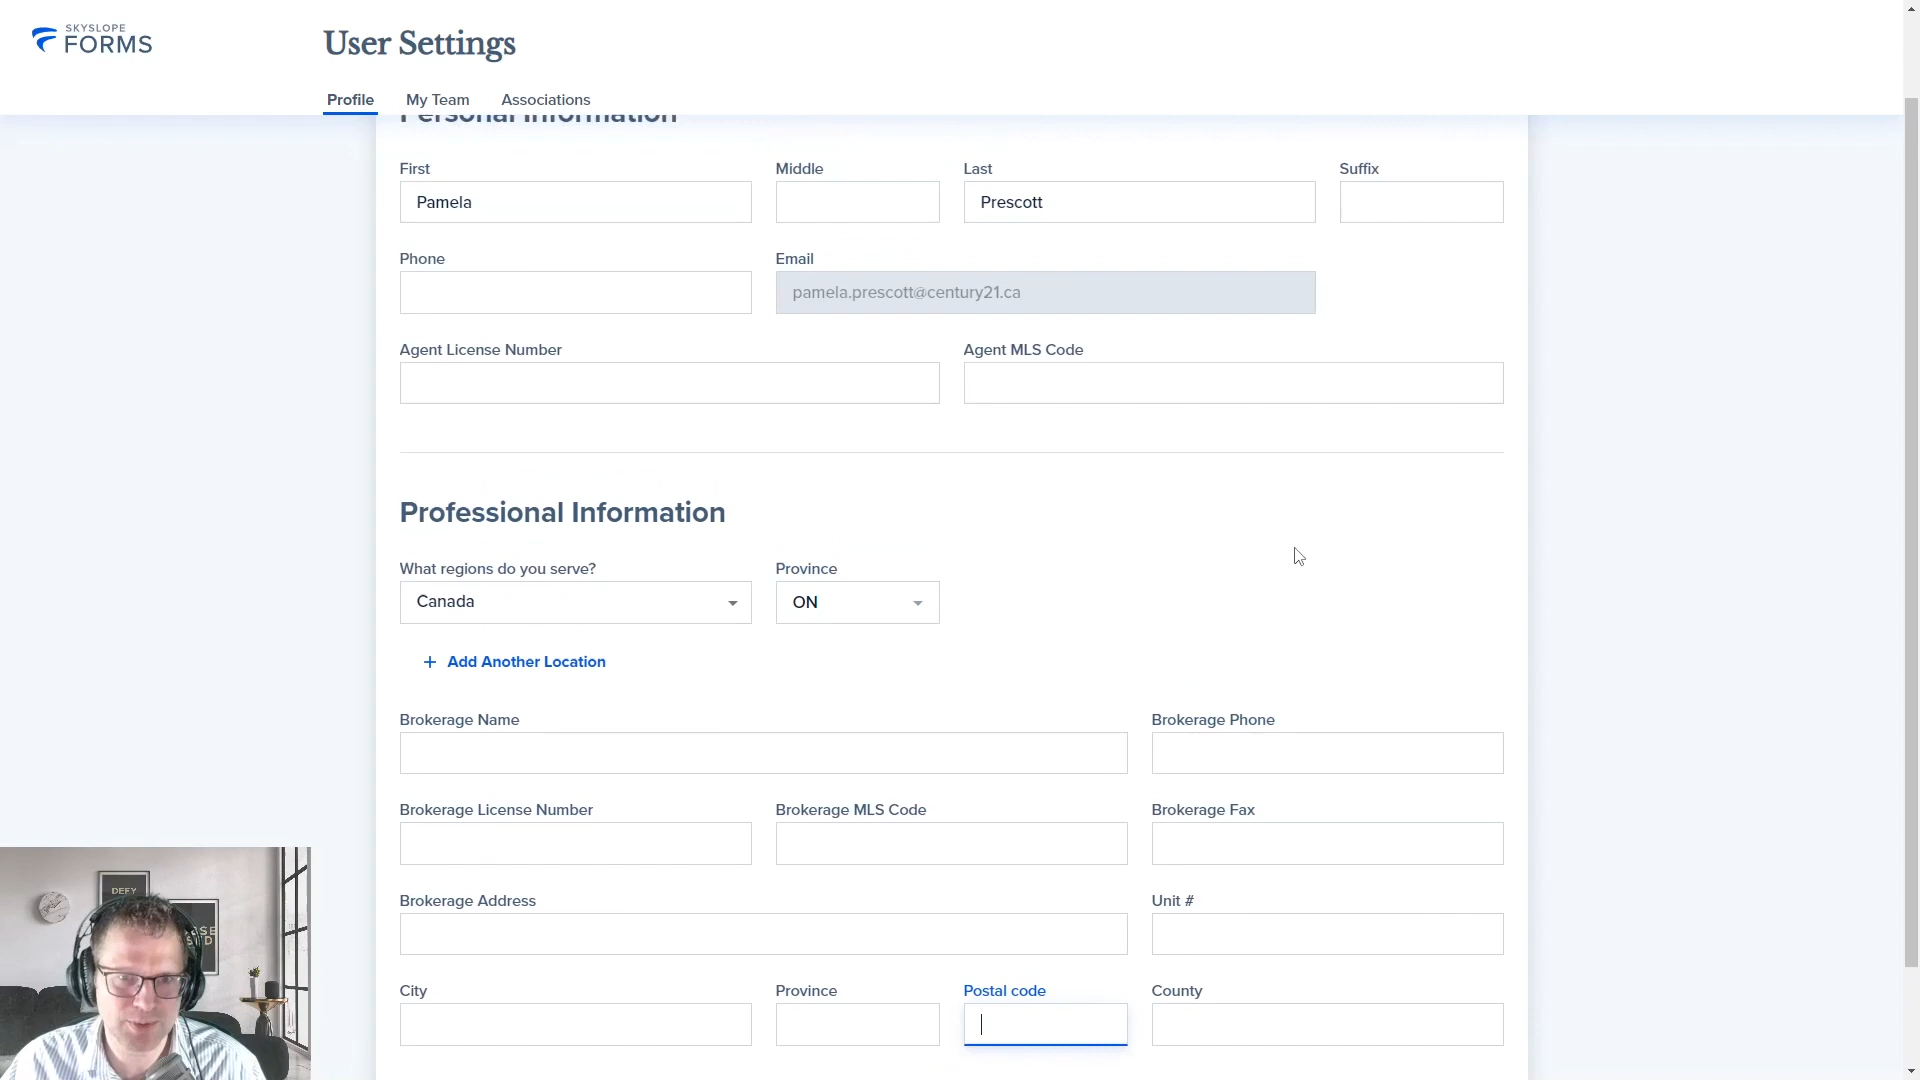 SKYSLOPE
FORMS
User Settings
Profile
My Team
Associations
Personal Information
First
Middle
Last
Suffix
Pamela
Prescott
Phone
Email
pamela.prescott@century21.ca
Agent License Number
Agent MLS Code
Professional Information
What regions do you serve?
Province
Canada
ON
+ Add Another Location
Brokerage Name
Brokerage Phone
Brokerage License Number
Brokerage MLS Code
Brokerage Fax
Brokerage Address
Unit #
City
Province
Postal code
County
DEFY